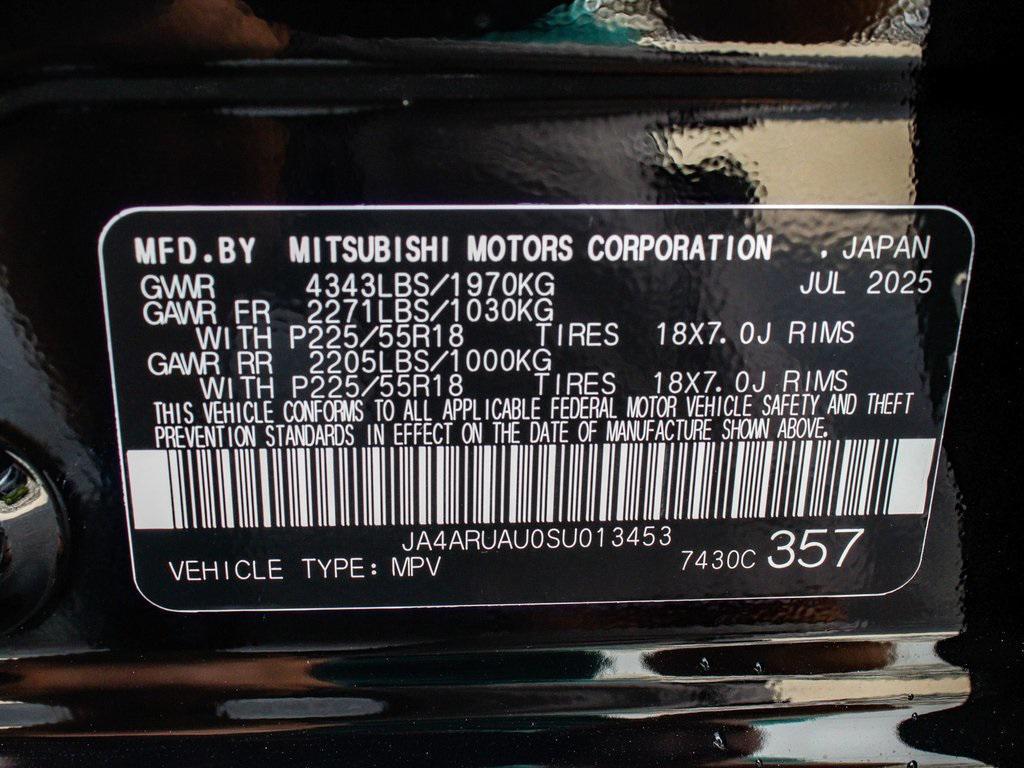 MFD.BY MITSUBISHI MOTORS CORPORATION , JAPAN
GVWR 4343LBS/1970KG JUL 2025
GAWR FR 2271LBS/1030KG
WITH P225/55R18 TIRES 18X7.0J RIMS
GAWR RR 2205LBS/1000KG
WITH P225/55R18 TIRES 18X7.0J RIMS
THIS VEHICLE CONFORMS TO ALL APPLICABLE FEDERAL MOTOR VEHICLE SAFETY AND THEFT
PREVENTION STANDARDS IN EFFECT ON THE DATE OF MANUFACTURE SHOWN ABOVE.
JA4ARUAU0SU013453
VEHICLE TYPE: MPV 7430C 357